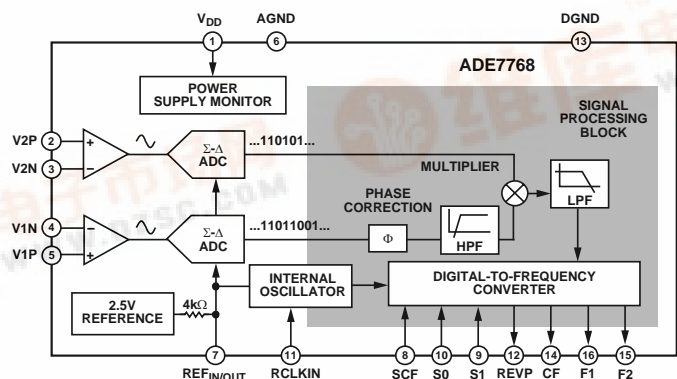 VDD AGND DGND
1 6 13
ADE7768
POWER
SUPPLY MONITOR
SIGNAL
PROCESSING
BLOCK
V2P 2 +
V2N 3 –
Σ-Δ
ADC
...110101...
MULTIPLIER
LPF
PHASE
CORRECTION
V1N 4 –
V1P 5 +
Σ-Δ
ADC
...11011001...
Φ
HPF
INTERNAL
OSCILLATOR
DIGITAL-TO-FREQUENCY
CONVERTER
2.5V
REFERENCE
4kΩ
7 11 8 10 9 12 14 16 15
REFIN/OUT RCLKIN SCF S0 S1 REVP CF F1 F2